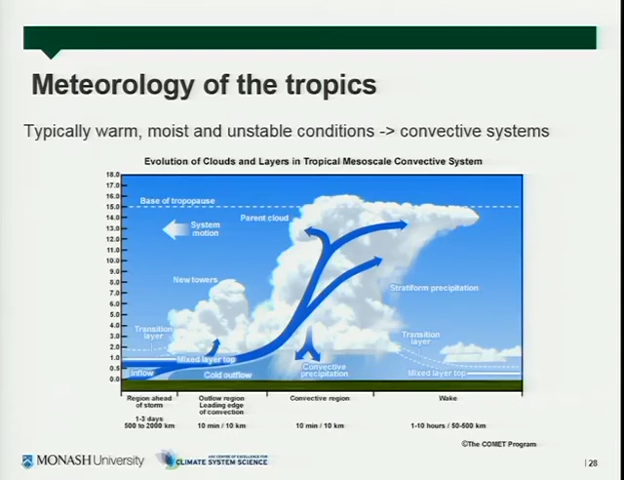 Meteorology of the tropics
Typically warm, moist and unstable conditions -> convective systems
Evolution of Clouds and Layers in Tropical Mesoscale Convective System
18.0
17.0
16.0
15.0
14.0
13.0
12.0
11.0
10.0
9.0
8.0
7.0
6.0
5.0
4.0
3.0
2.0
1.0
0.5
0.0
Base of tropopause
System
motion
Parent cloud
New towers
Stratiform precipitation
Transition
layer
Transition
layer
Mixed layer top
Inflow
Cold outflow
Convective
precipitation
Mixed layer top
Region ahead
of storm
1-3 days
500 to 2000 km
Outflow region
Leading edge
of convection
10 min / 10 km
Convective region
10 min / 10 km
Wake
1-10 hours / 50-500 km
©The COMET Program
MONASH University
ARC CENTRE OF EXCELLENCE FOR
CLIMATE SYSTEM SCIENCE
| 28